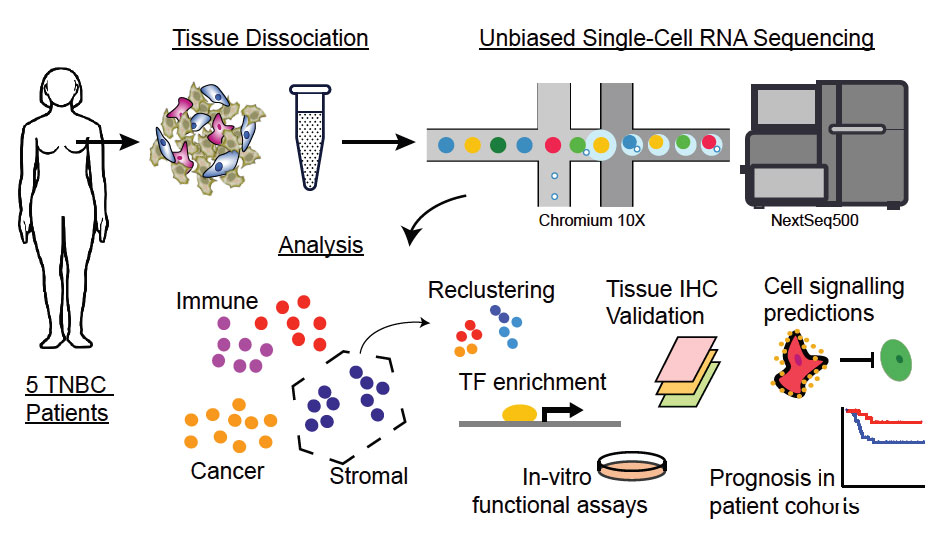 Tissue Dissociation
Unbiased Single-Cell RNA Sequencing
Chromium 10X
NextSeq500
Analysis
5 TNBC
Patients
Immune
Cancer
Stromal
Reclustering
TF enrichment
In-vitro
functional assays
Tissue IHC
Validation
Cell signalling
predictions
Prognosis in
patient cohorts